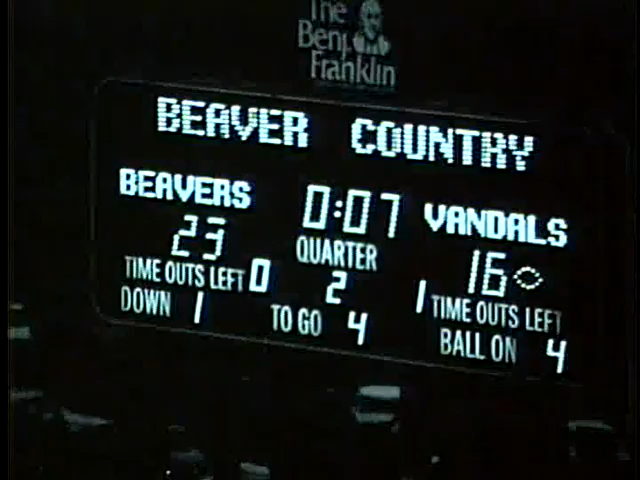 The
Benj.
Franklin
BEAVER COUNTRY
BEAVERS 0:07 VANDALS
23 QUARTER 16
TIME OUTS LEFT 0 2 1 TIME OUTS LEFT
DOWN 1 TO GO 4 BALL ON 4